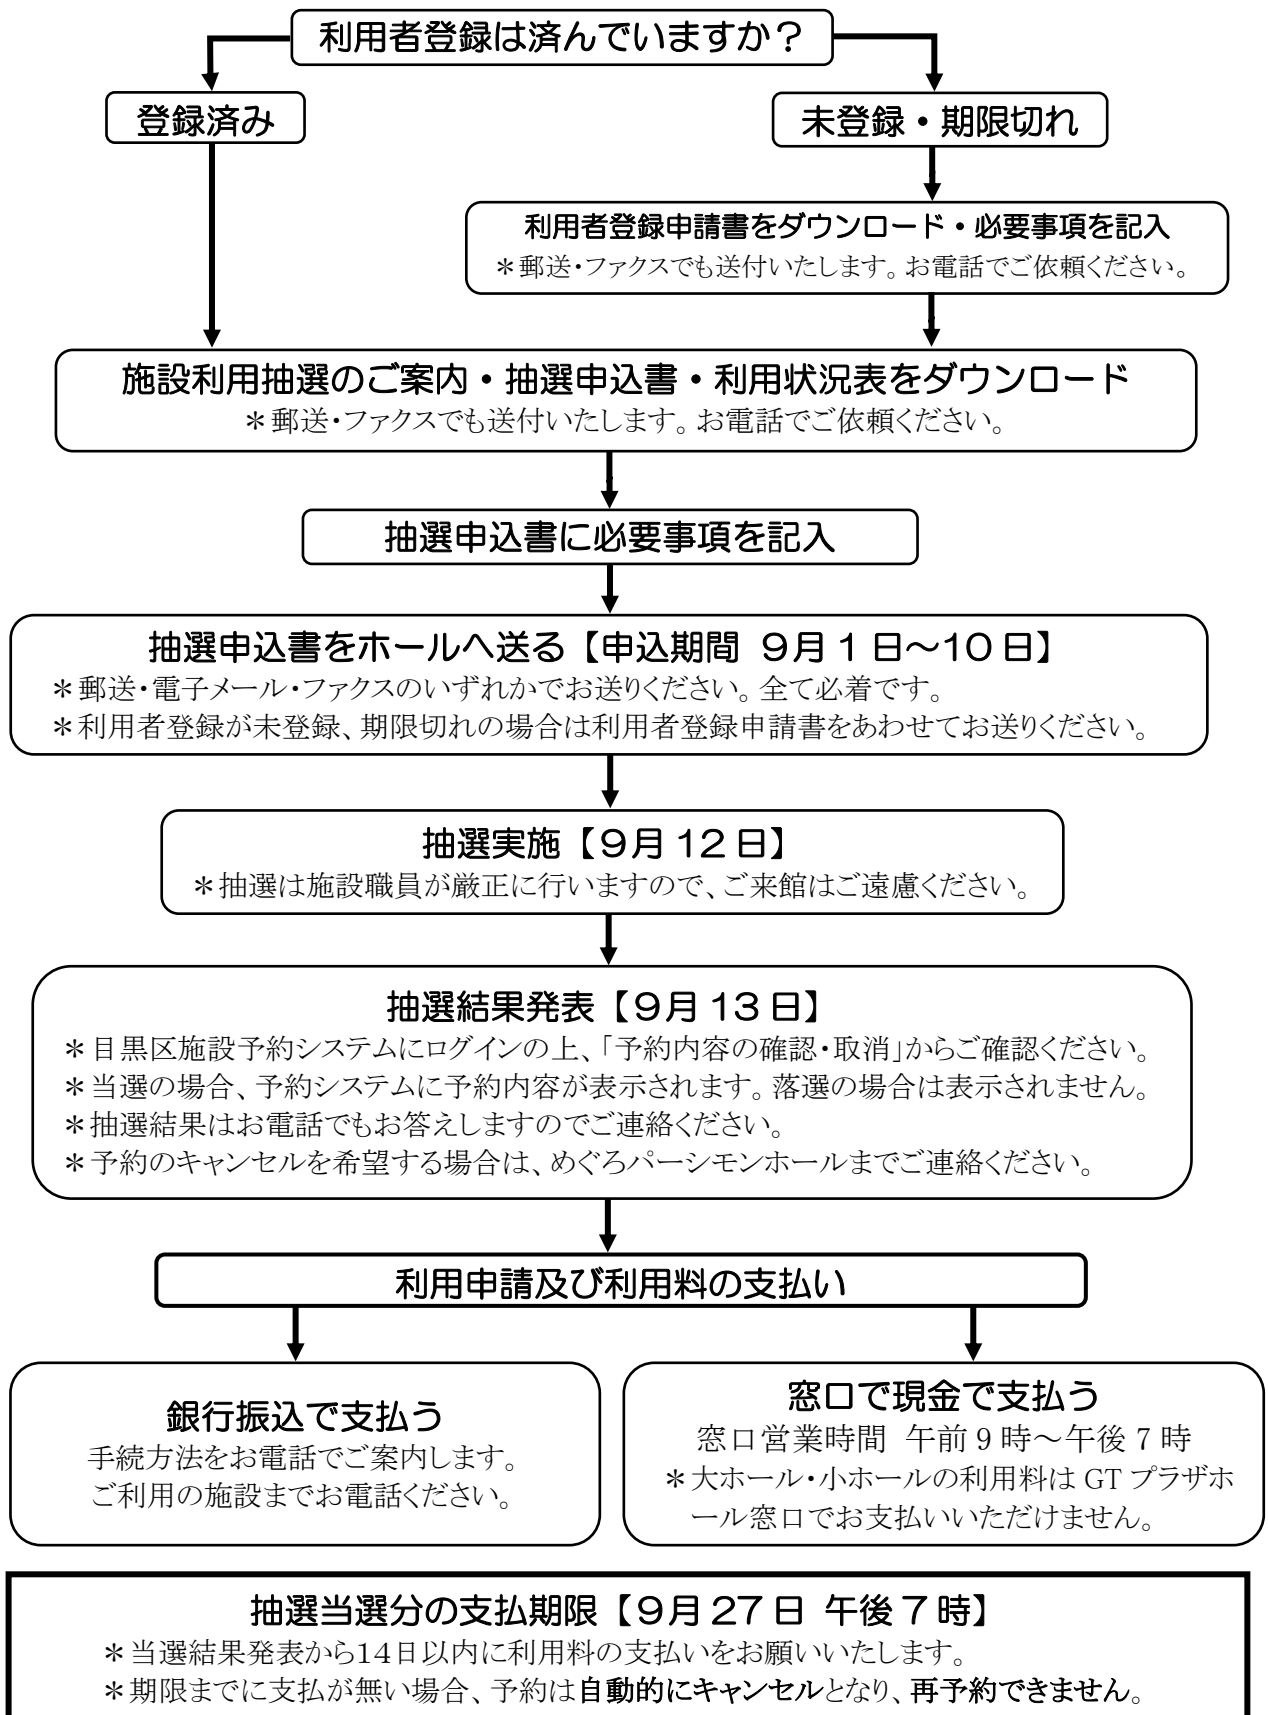 利用者登録は済んでいますか？
登録済み
未登録・期限切れ
利用者登録申請書をダウンロード・必要事項を記入
＊郵送・ファクスでも送付いたします。お電話でご依頼ください。
施設利用抽選のご案内・抽選申込書・利用状況表をダウンロード
＊郵送・ファクスでも送付いたします。お電話でご依頼ください。
抽選申込書に必要事項を記入
抽選申込書をホールへ送る【申込期間 9月1日～10日】
＊郵送・電子メール・ファクスのいずれかでお送りください。全て必着です。
＊利用者登録が未登録、期限切れの場合は利用者登録申請書をあわせてお送りください。
抽選実施【9月12日】
＊抽選は施設職員が厳正に行いますので、ご来館はご遠慮ください。
抽選結果発表【9月13日】
＊目黒区施設予約システムにログインの上、「予約内容の確認・取消」からご確認ください。
＊当選の場合、予約システムに予約内容が表示されます。落選の場合は表示されません。
＊抽選結果はお電話でもお答えしますのでご連絡ください。
＊予約のキャンセルを希望する場合は、めぐろパーシモンホールまでご連絡ください。
利用申請及び利用料の支払い
銀行振込で支払う
手続方法をお電話でご案内します。
ご利用の施設までお電話ください。
窓口で現金で支払う
窓口営業時間 午前9時～午後7時
＊大ホール・小ホールの利用料はGTプラザホ
ール窓口でお支払いいただけません。
抽選当選分の支払期限【9月27日 午後7時】
＊当選結果発表から14日以内に利用料の支払いをお願いいたします。
＊期限までに支払が無い場合、予約は自動的にキャンセルとなり、再予約できません。